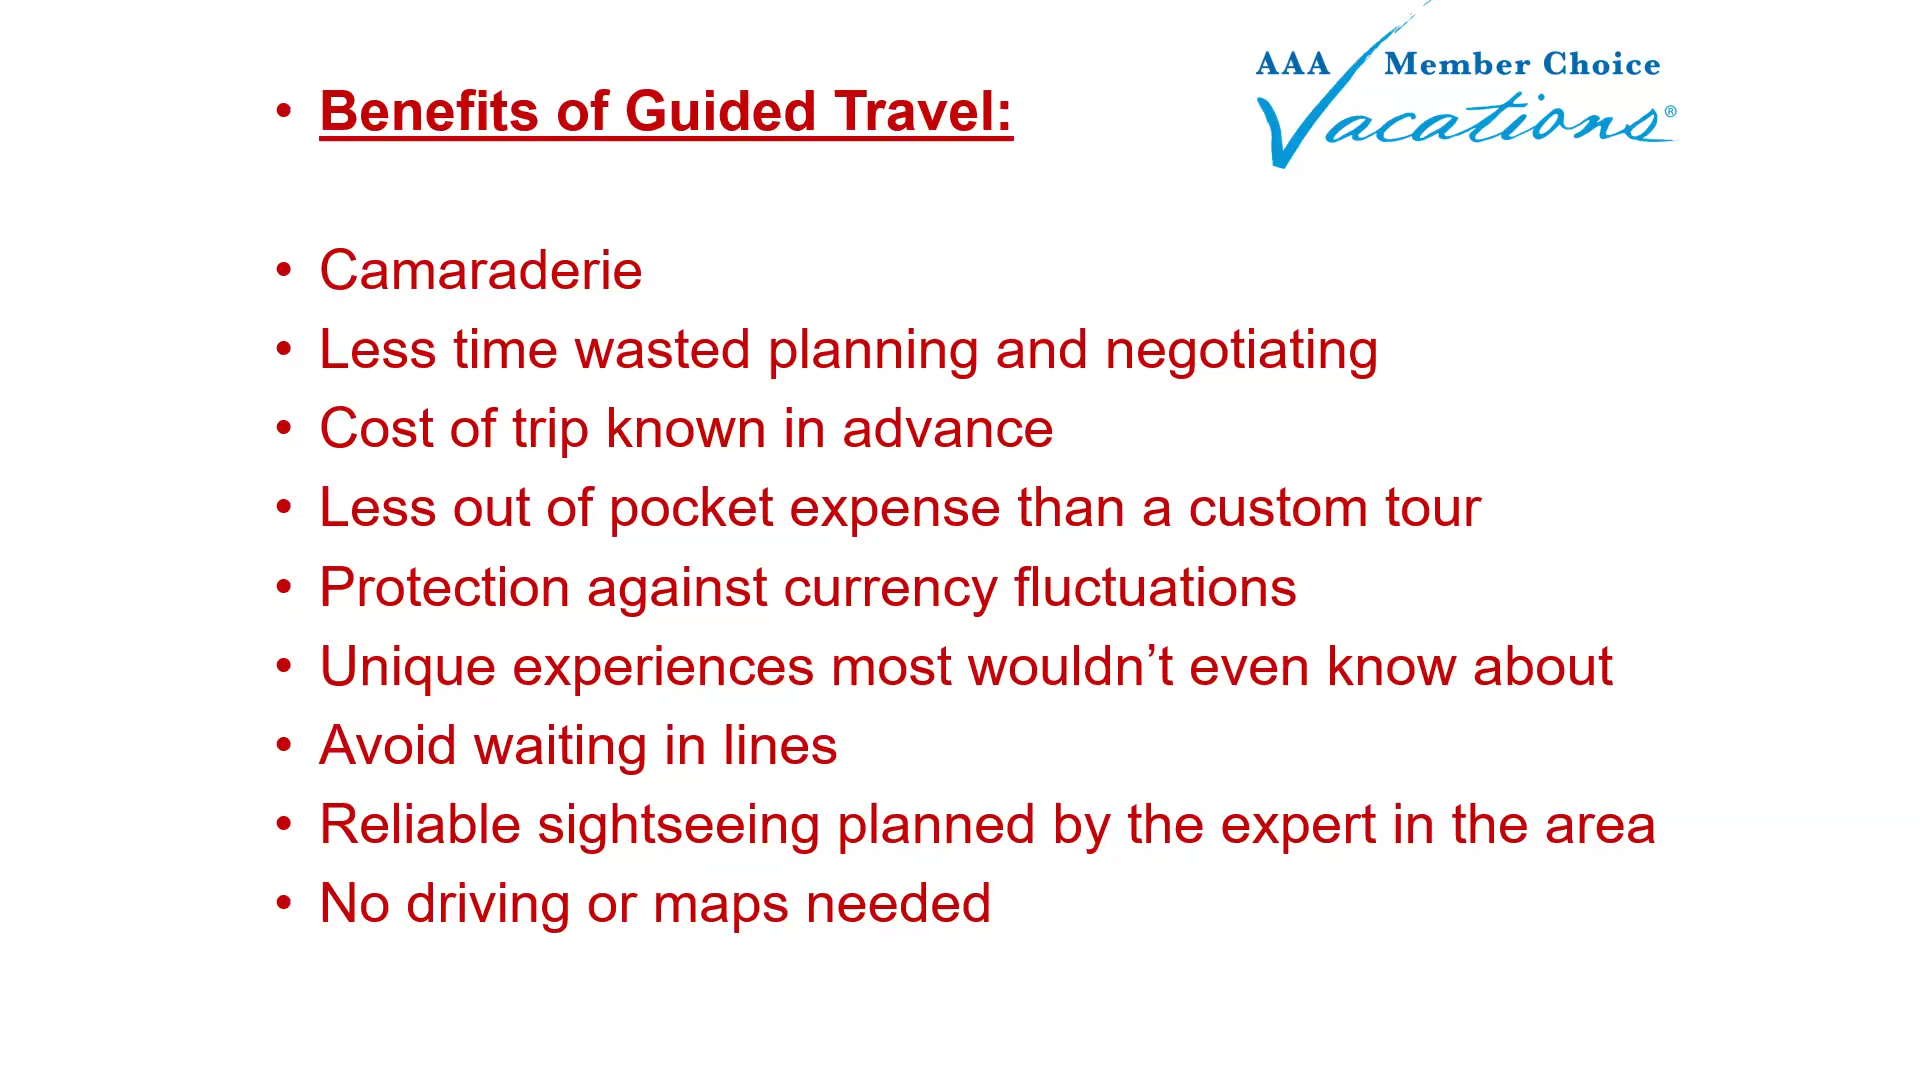 AAA Member Choice
Vacations®
• Benefits of Guided Travel:
• Camaraderie
• Less time wasted planning and negotiating
• Cost of trip known in advance
• Less out of pocket expense than a custom tour
• Protection against currency fluctuations
• Unique experiences most wouldn’t even know about
• Avoid waiting in lines
• Reliable sightseeing planned by the expert in the area
• No driving or maps needed